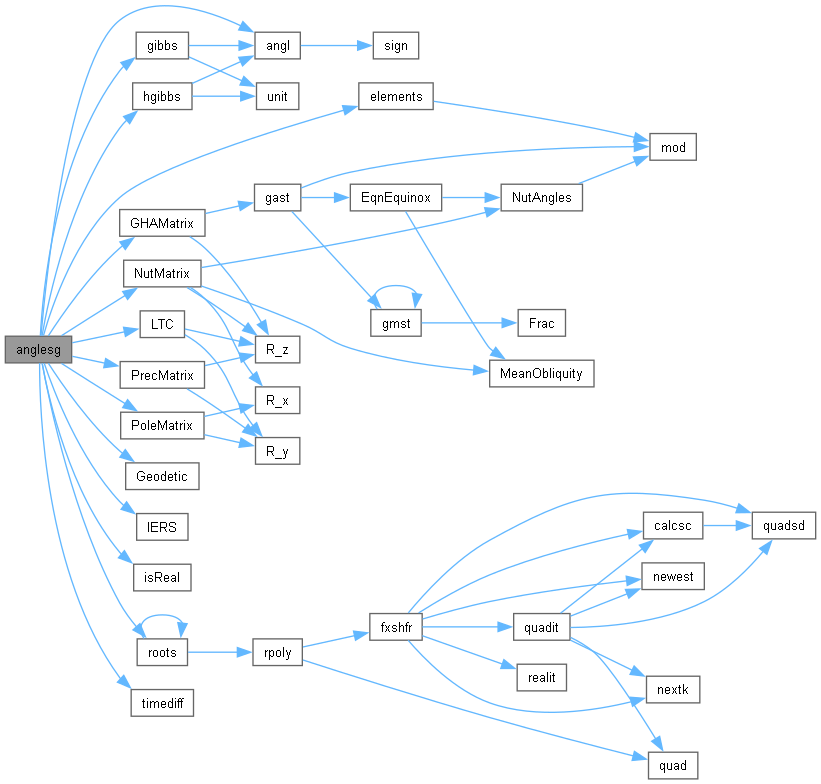 gibbs
angl
sign
hgibbs
unit
elements
mod
gast
EqnEquinox
NutAngles
GHAMatrix
NutMatrix
LTC
gmst
Frac
anglesg
R_z
PrecMatrix
MeanObliquity
R_x
PoleMatrix
R_y
Geodetic
IERS
calcsc
quadsd
isReal
newest
fxshfr
quadit
roots
rpoly
realit
nextk
timediff
quad